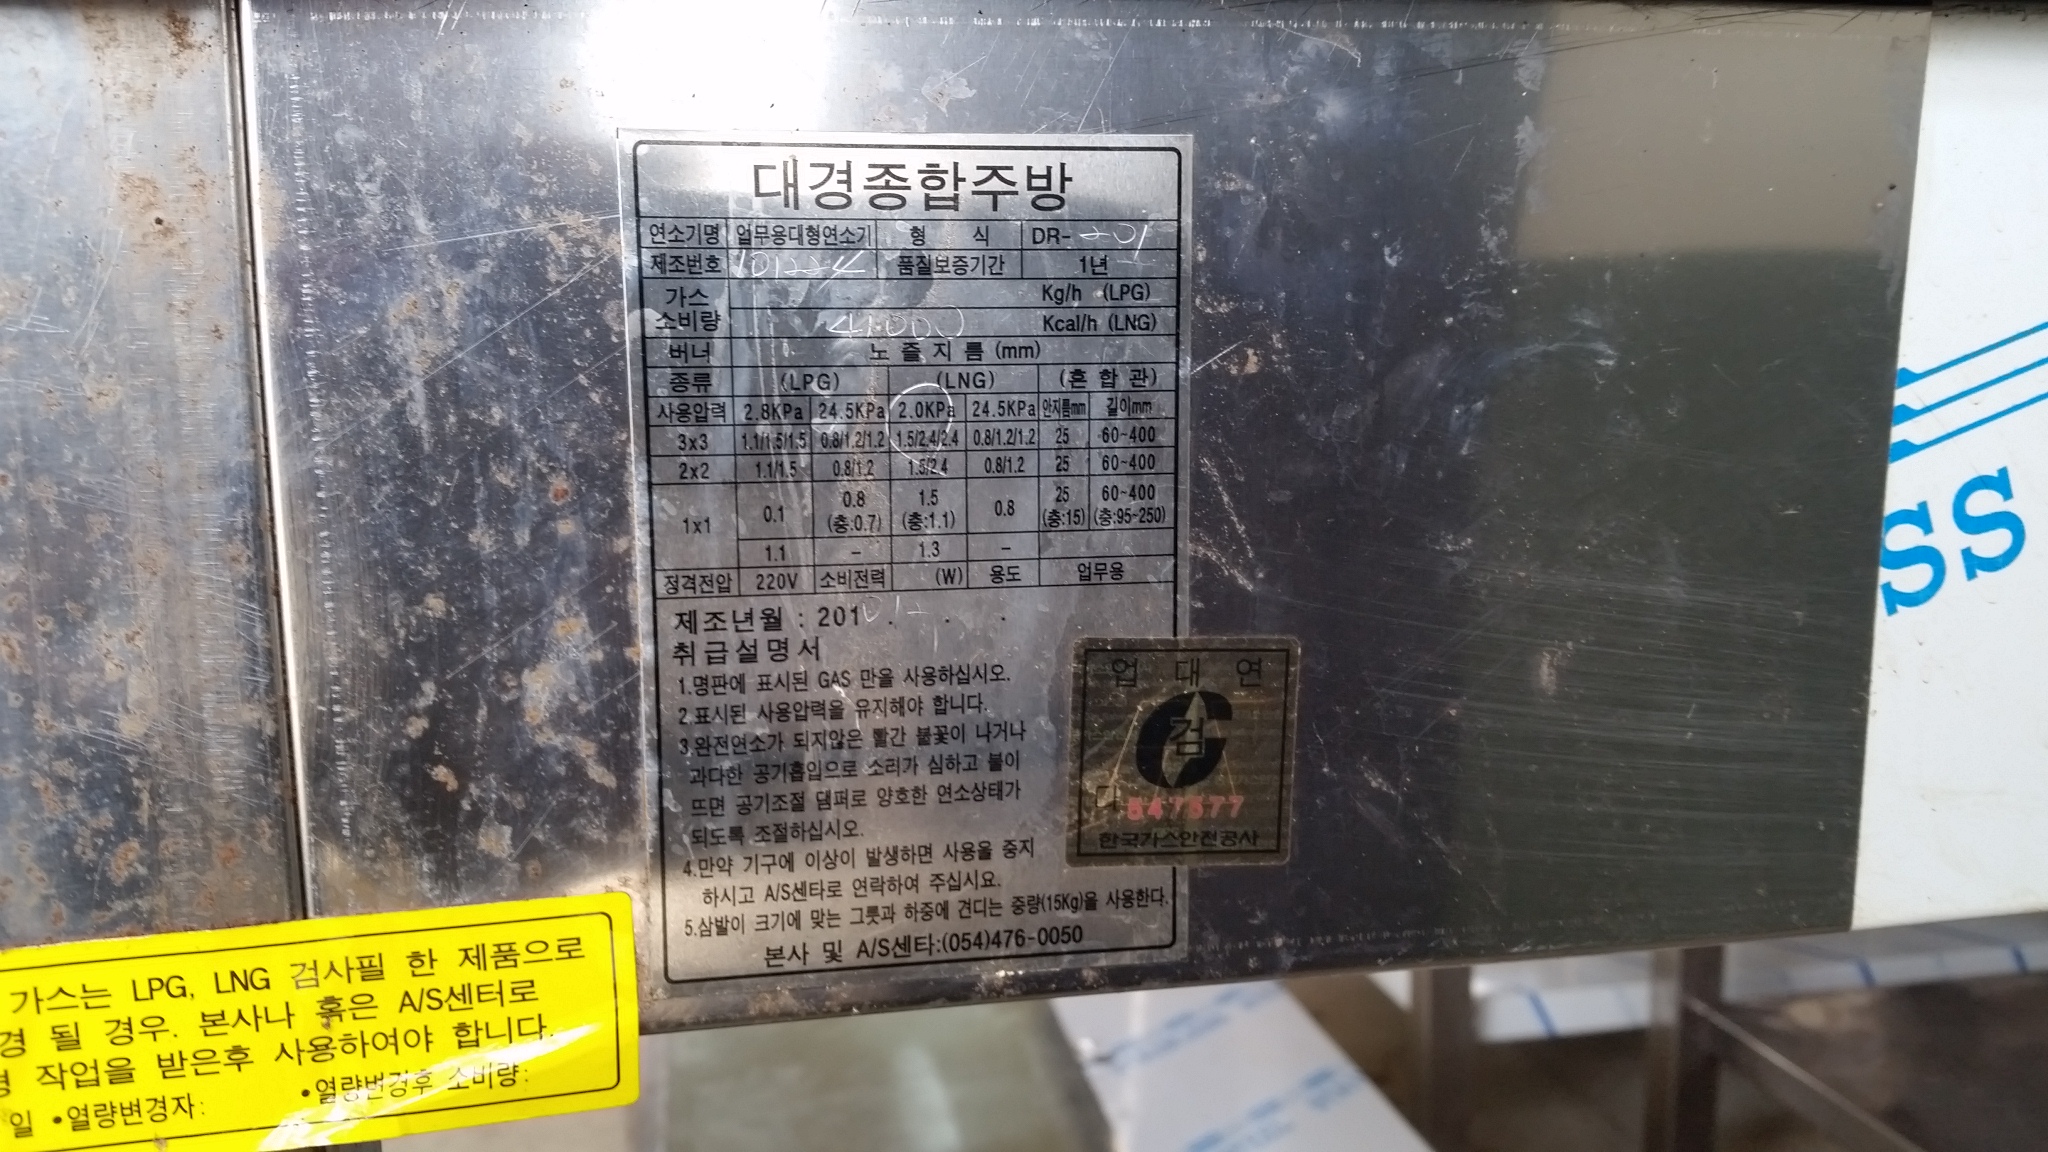 대경종합주방
연소기명 업무용대형연소기 형 식 DR-201
제조번호 101224 품질보증기간 1년
가스 소비량 Kg/h (LPG)
41000 Kcal/h (LNG)
버너 노 즐 지 름 (mm)
종류 (LPG) (LNG) (혼 합 관)
사용압력 2.8KPa 24.5KPa 2.0KPa 24.5KPa 안지름mm 길이mm
3x3 1.1/1.5/1.5 0.8/1.2/1.2 1.5/2.4/2.4 0.8/1.2/1.2 25 60~400
2x2 1.1/1.5 0.8/1.2 1.5/2.4 0.8/1.2 25 60~400
1x1 0.1 0.8 (충:0.7) 1.5 (충:1.1) 0.8 25 (충:15) 60~400 (충:95~250)
1.1 - 1.3 -
정격전압 220V 소비전력 (W) 용도 업무용
제조년월 : 201
취급설명서
1.명판에 표시된 GAS 만을 사용하십시오.
2.표시된 사용압력을 유지해야 합니다.
3.완전연소가 되지않은 빨간 불꽃이 나거나
과다한 공기흡입으로 소리가 심하고 불이
뜨면 공기조절 댐퍼로 양호한 연소상태가
되도록 조절하십시오.
4.만약 기구에 이상이 발생하면 사용을 중지
하시고 A/S센타로 연락하여 주십시요.
5.삼발이 크기에 맞는 그릇과 하중에 견디는 중량(15Kg)을 사용한다.
본사 및 A/S센타:(054)476-0050
업 대 연
검
다 547577
한국가스안전공사
가스는 LPG, LNG 검사필 한 제품으로
경 될 경우. 본사나 혹은 A/S센터로
작업을 받은후 사용하여야 합니다.
일 •열량변경자: •열량변경후 소비량:
SS